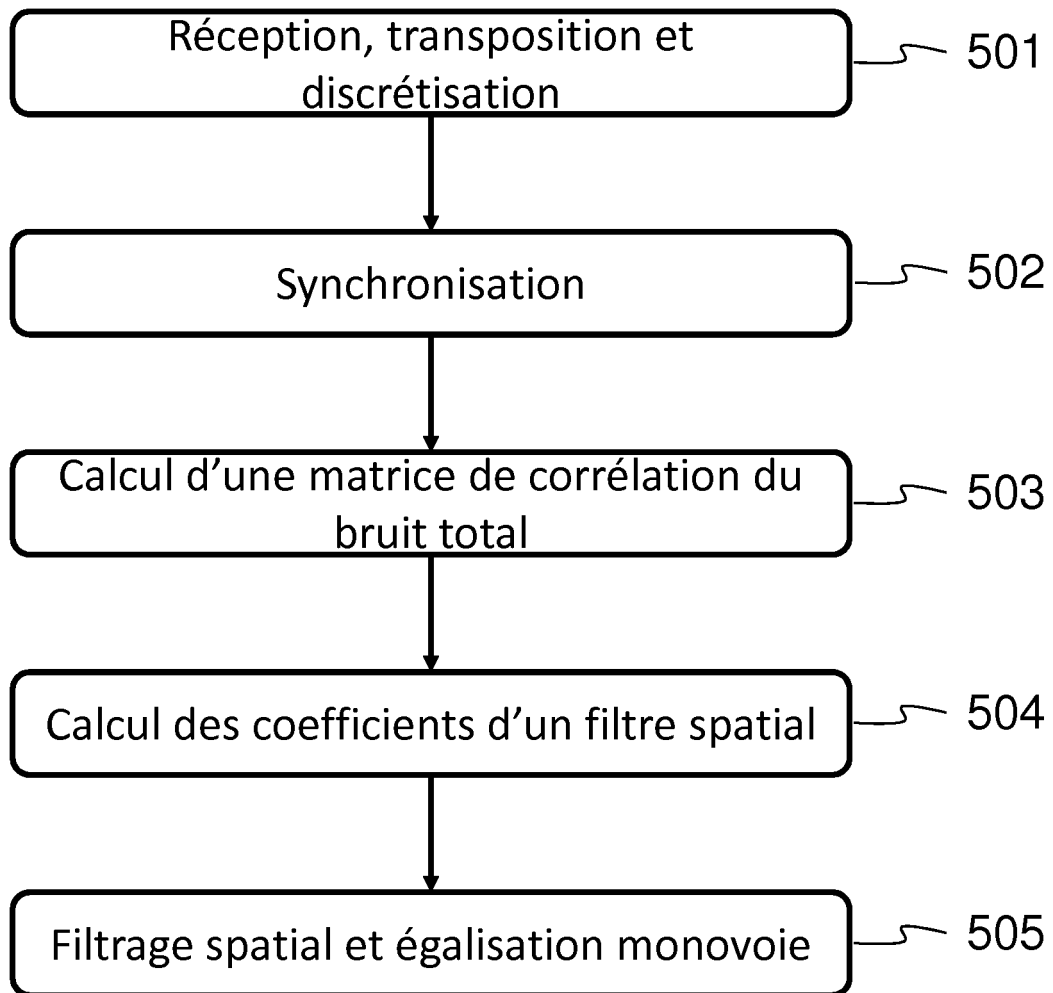 Réception, transposition et
discrétisation
501
Synchronisation
502
Calcul d’une matrice de corrélation du
bruit total
503
Calcul des coefficients d’un filtre spatial
504
Filtrage spatial et égalisation monovoie
505